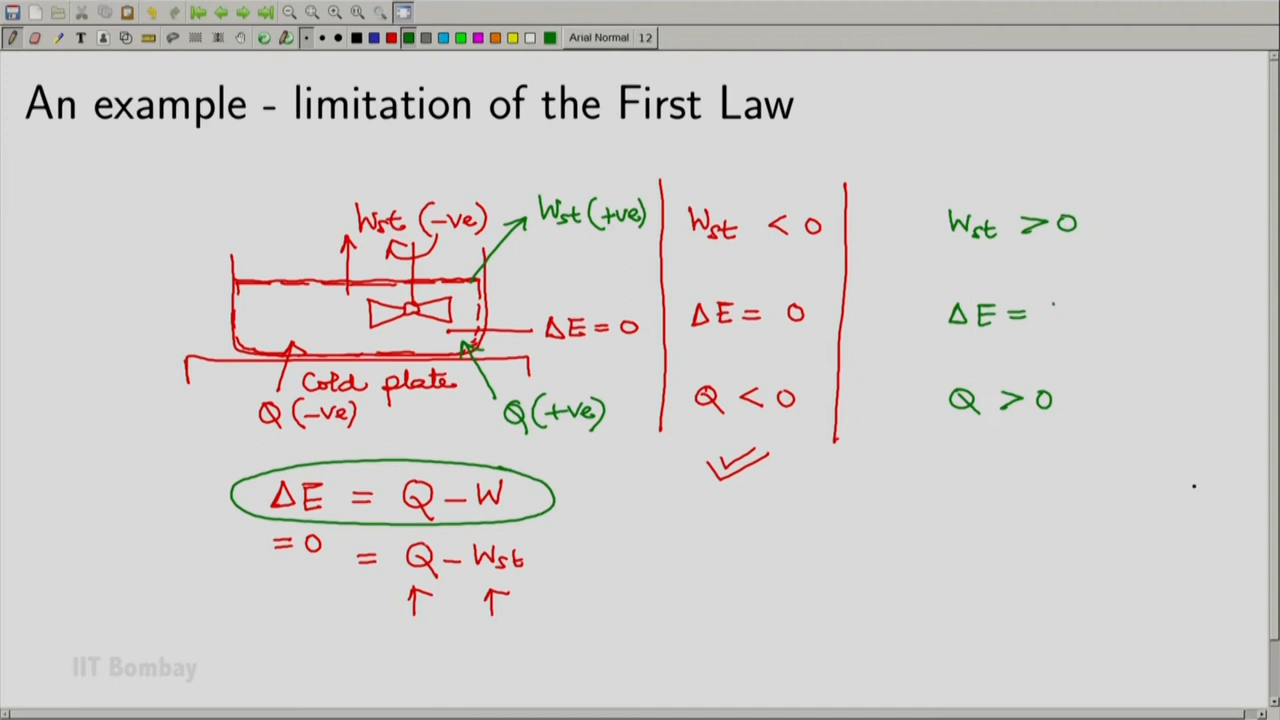 Arial Normal 12
An example - limitation of the First Law
Wst (-ve)
Wst (+ve)
ΔE = 0
Cold plate
Q (-ve)
Q (+ve)
ΔE = Q - W
= 0 = Q - Wst
↑ ↑
Wst < 0
ΔE = 0
Q < 0
Wst > 0
ΔE =
Q > 0
IIT Bombay